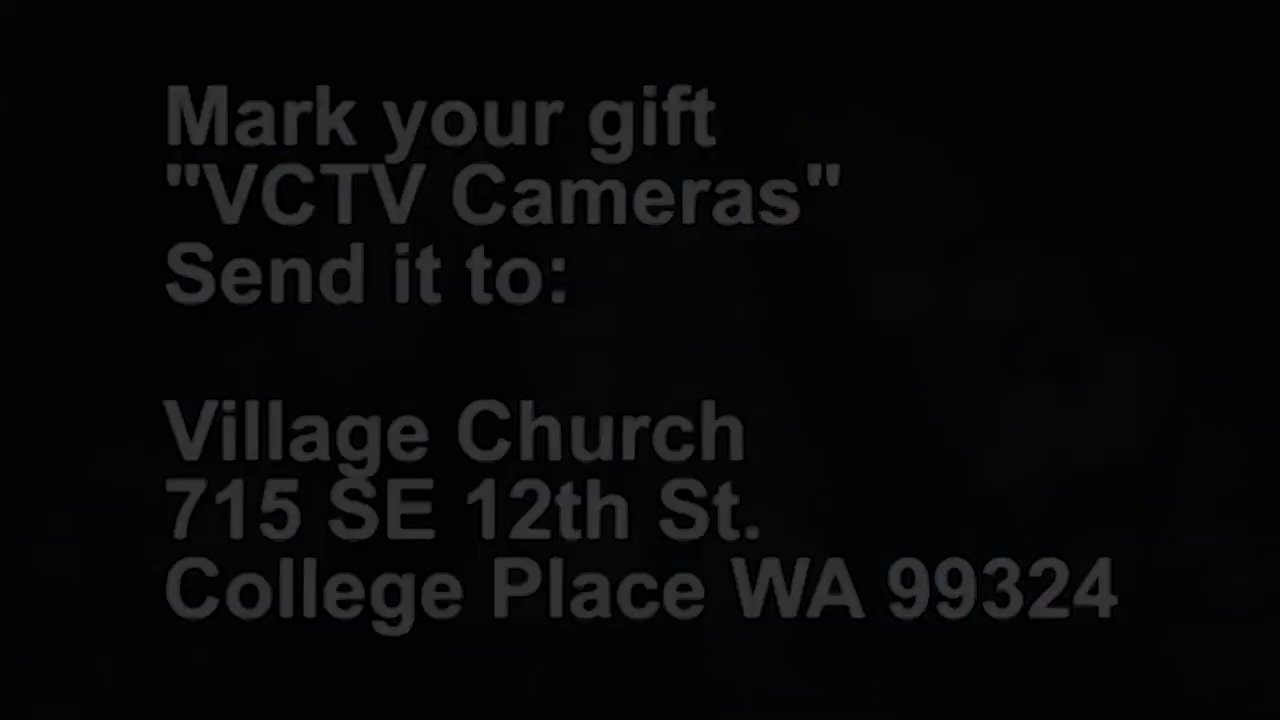 Mark your gift
"VCTV Cameras"
Send it to:
Village Church
715 SE 12th St.
College Place WA 99324